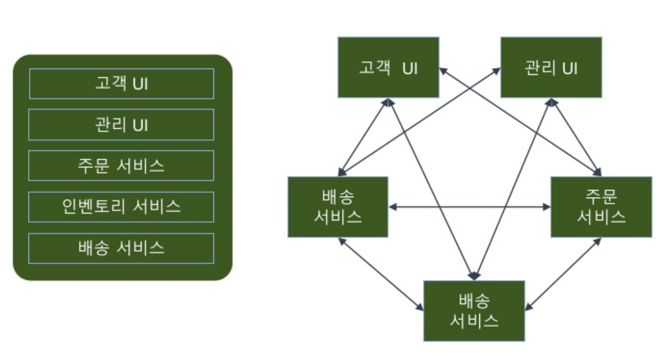 고객 UI
관리 UI
주문 서비스
인벤토리 서비스
배송 서비스
고객 UI
관리 UI
배송
서비스
주문
서비스
배송
서비스